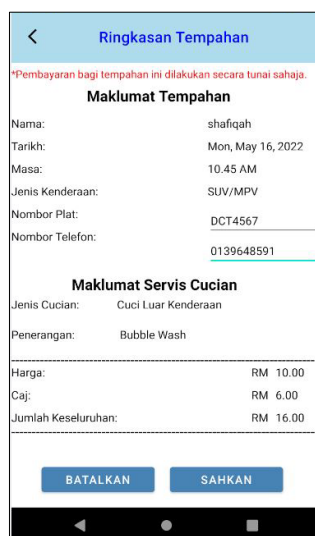 Ringkasan Tempahan
*Pembayaran bagi tempahan ini dilakukan secara tunai sahaja.
Maklumat Tempahan
Nama: shafiqah
Tarikh: Mon, May 16, 2022
Masa: 10.45 AM
Jenis Kenderaan: SUV/MPV
Nombor Plat: DCT4567
Nombor Telefon: 0139648591
Maklumat Servis Cucian
Jenis Cucian: Cuci Luar Kenderaan
Penerangan: Bubble Wash
Harga: RM 10.00
Caj: RM 6.00
Jumlah Keseluruhan: RM 16.00
BATALKAN SAHKAN